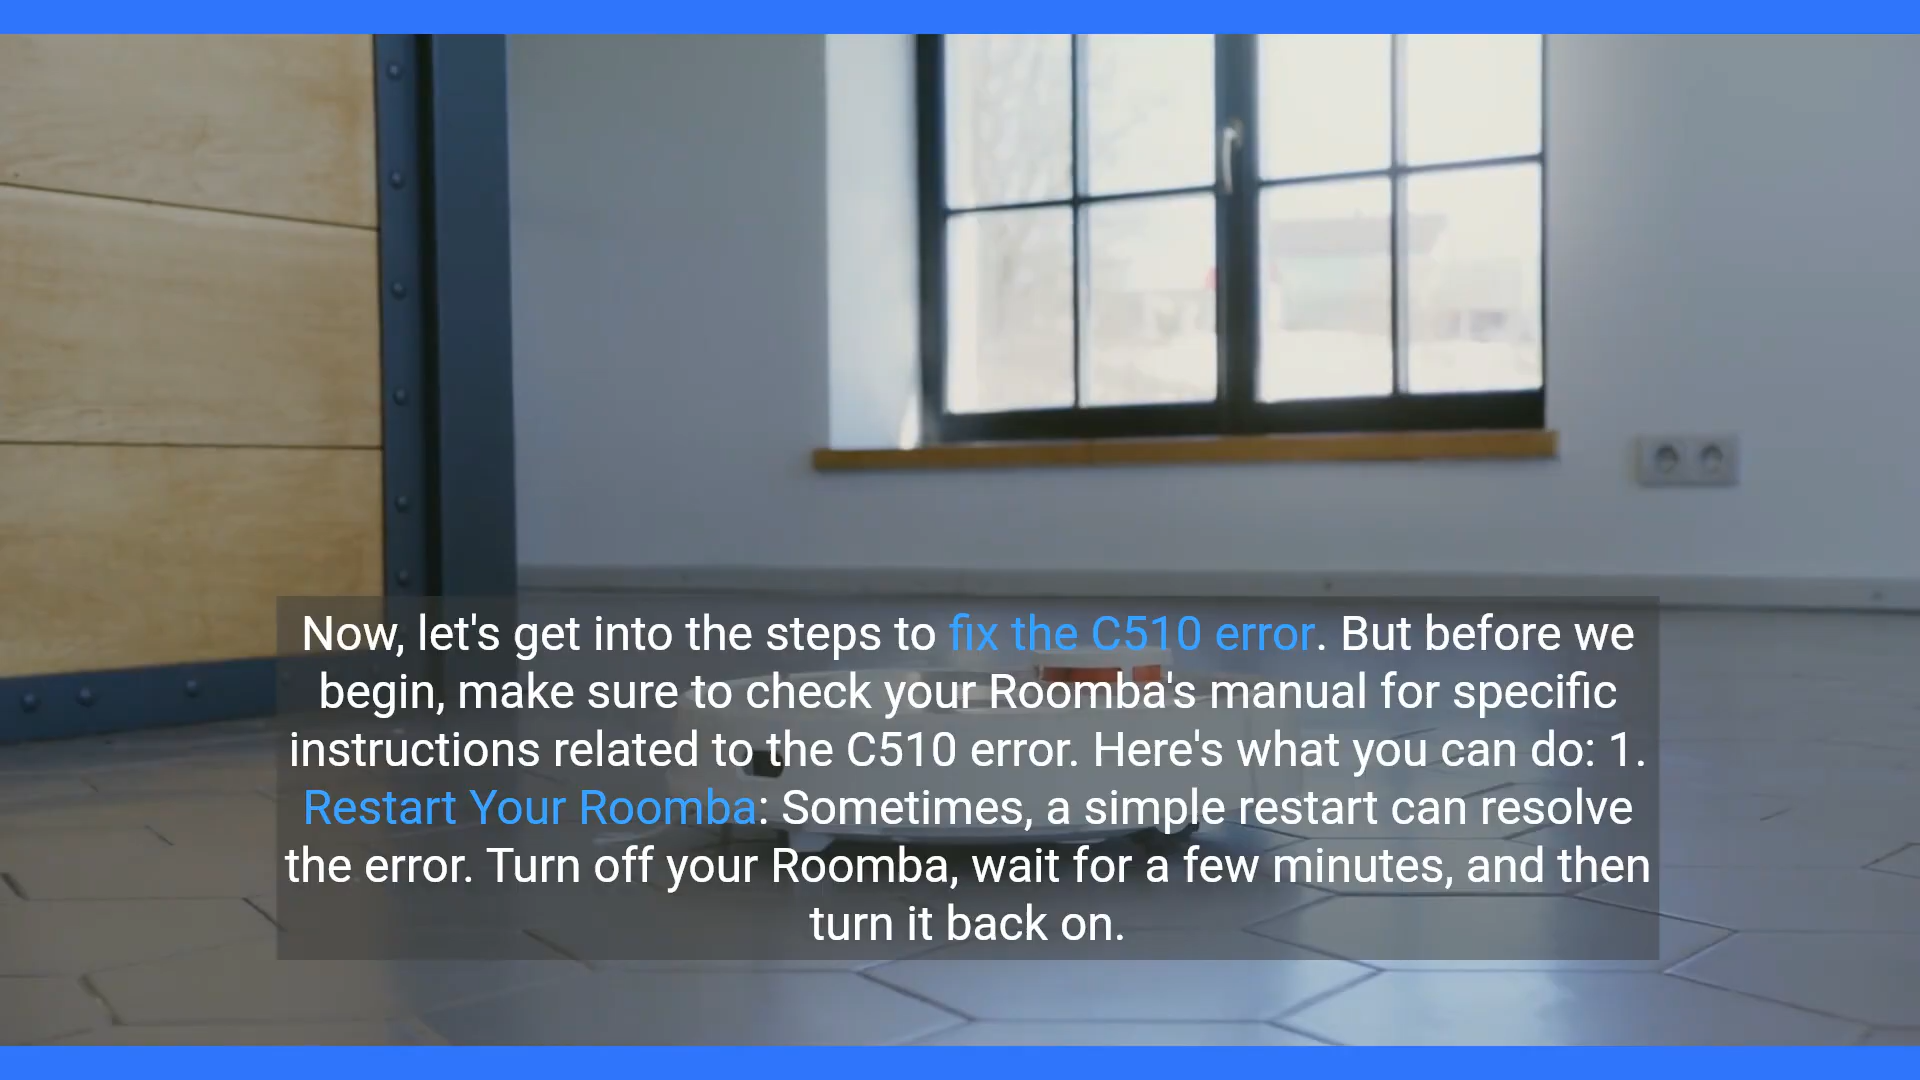 Now, let's get into the steps to fix the C510 error. But before we
begin, make sure to check your Roomba's manual for specific
instructions related to the C510 error. Here's what you can do: 1.
Restart Your Roomba: Sometimes, a simple restart can resolve
the error. Turn off your Roomba, wait for a few minutes, and then
turn it back on.